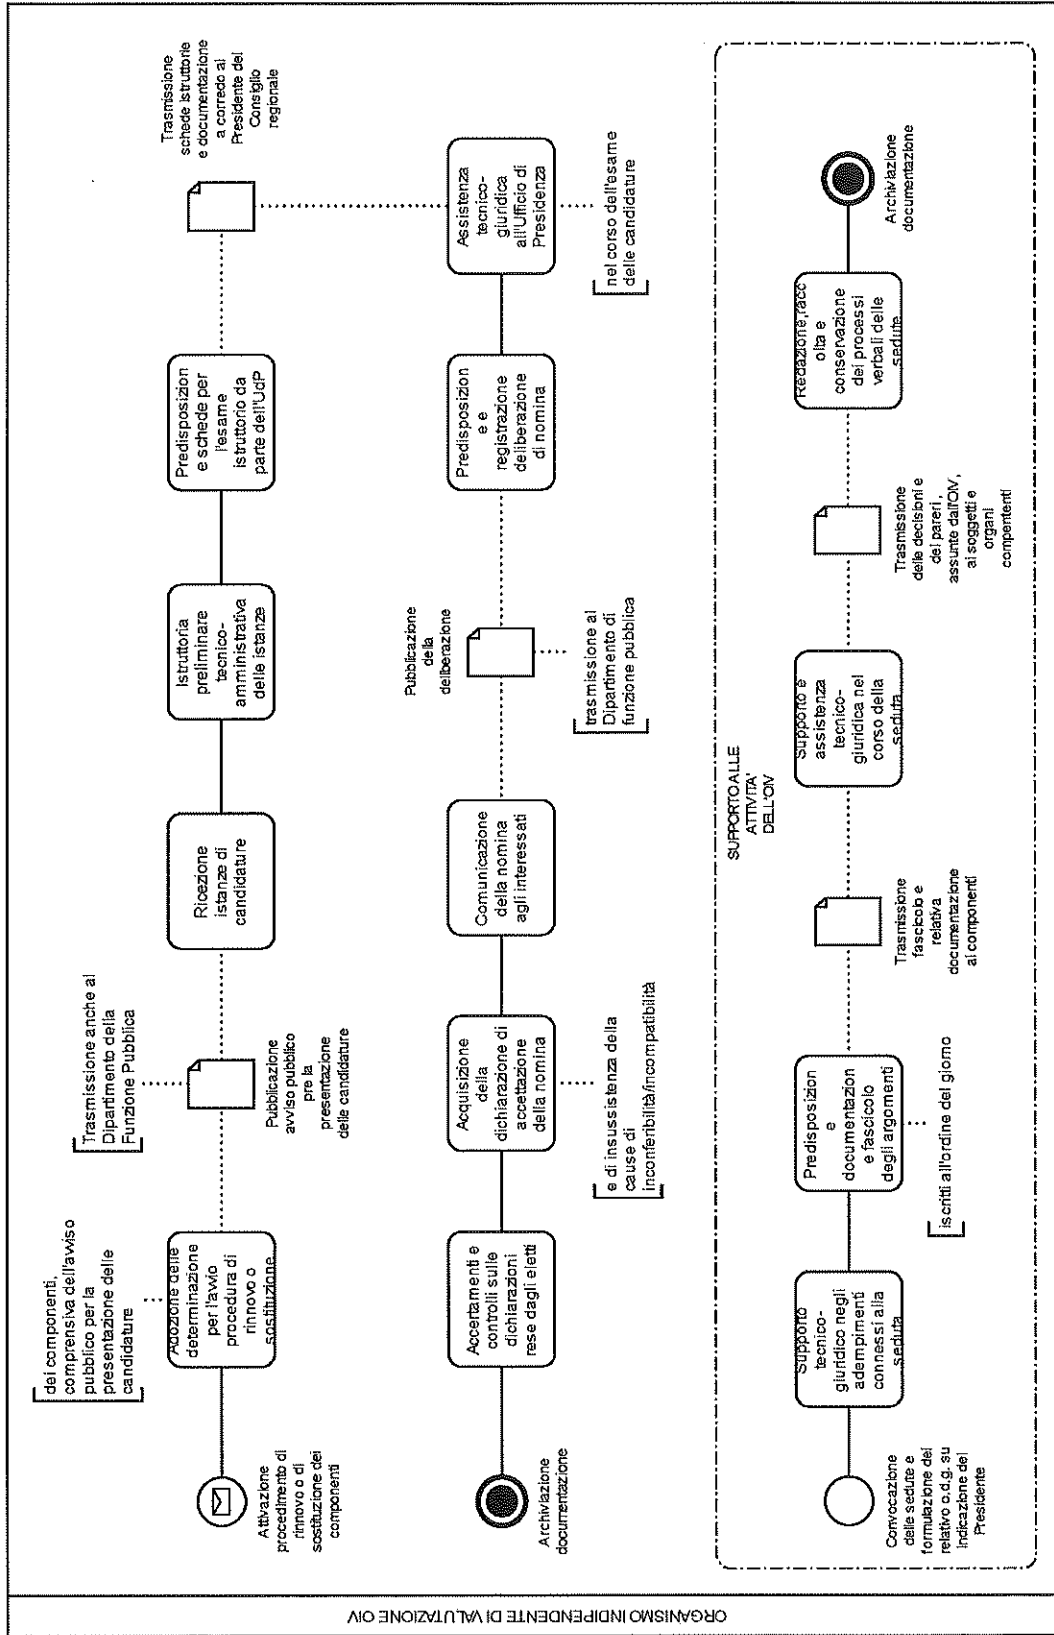 ORGANISMO INDIPENDENTE DI VALUTAZIONE OIV
Attivazione
procedimento di
rinnovo o di
sostituzione dei
componenti
dei componenti,
comprensiva dell'avviso
pubblico per la
presentazione delle
candidature
Adozione delle
determinazione
per l'avvio
procedura di
rinnovo o
sostituzione
Trasmissione anche al
Dipartimento della
Funzione Pubblica
Pubblicazione
avviso pubblico
pre la
presentazione
delle candidature
Ricezione
istanze di
candidature
Istruttoria
preliminare
tecnico-
amministrativa
delle istanze
Predisposizion
e schede per
l'esame
istruttorio da
parte dell'UdP
Trasmissione
schede istruttorie
e documentazione
a corredo al
Presidente del
Consiglio
regionale
Assistenza
tecnico-
giuridica
all'Ufficio di
Presidenza
nel corso dell'esame
delle candidature
Predisposizion
e e
registrazione
deliberazione
di nomina
Pubblicazione
della
deliberazione
trasmissione al
Dipartimento di
funzione pubblica
Comunicazione
della nomina
agli interessati
Acquisizione
della
dichiarazione di
accettazione
della nomina
e di insussistenza della
cause di
inconferibilità/incompatibilità
Accertamenti e
controlli sulle
dichiarazioni
rese dagli eletti
Archiviazione
documentazione
SUPPORTO ALLE
ATTIVITA'
DELL'OIV
Convocazione
delle sedute e
formulazione del
relativo o.d.g. su
indicazione del
Presidente
Supporto
tecnico-
giuridico negli
adempimenti
connessi alla
seduta
Predisposizion
e
documentazion
e fascicolo
degli argomenti
iscritti all'ordine del giorno
Trasmissione
fascicolo e
relativa
documentazione
ai componenti
Supporto e
assistenza
tecnico-
giuridica nel
corso della
seduta
Trasmissione
delle decisioni e
dei pareri,
assunte dall'OIV,
ai soggetti e
organi
compententi
Redazione,racc
olta e
conservazione
dei processi
verbali delle
sedute
Archiviazione
documentazione